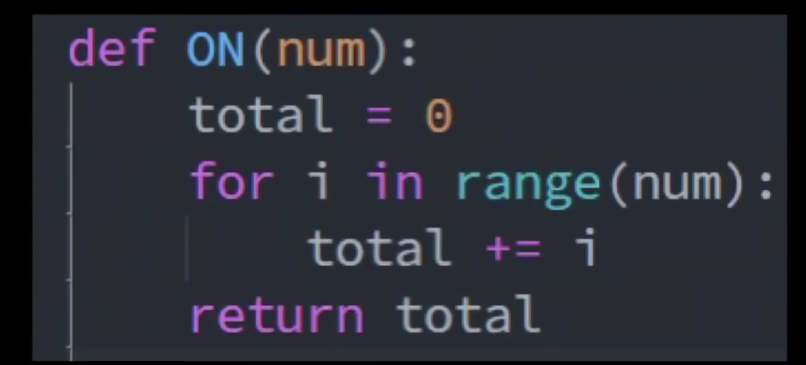 def ON(num):
    total = 0
    for i in range(num):
        total += i
    return total